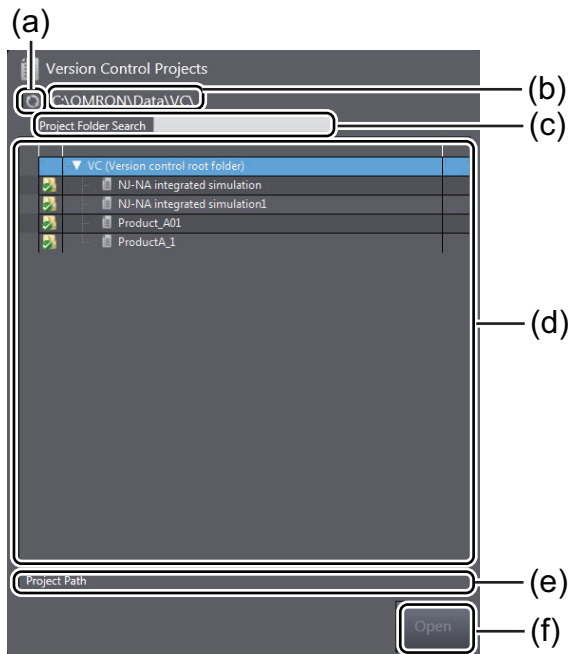 (a)
Version Control Projects
C:\OMRON\Data\VC\
(b)
Project Folder Search
(c)
VC (Version control root folder)
NJ-NA integrated simulation
NJ-NA integrated simulation1
Product_A01
ProductA_1
(d)
Project Path
(e)
Open
(f)